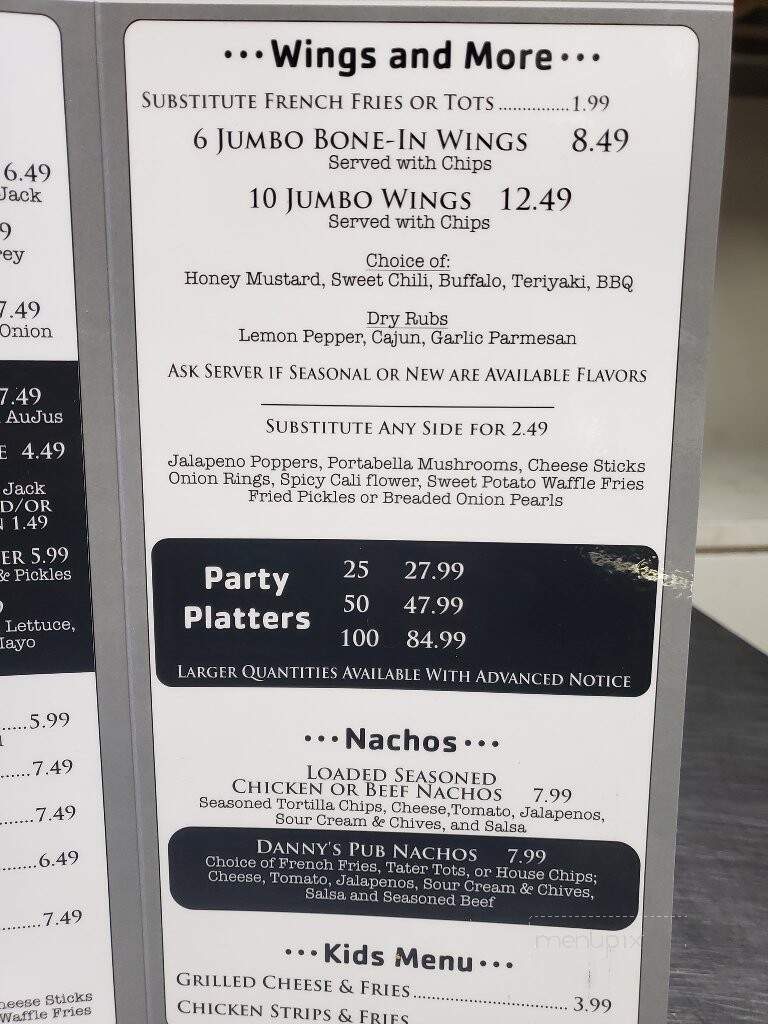 6.49
Jack
9
ey
7.49
Onion
7.49
AuJus
E 4.49
Jack
D/OR
N 1.49
ER 5.99
& Pickles
Lettuce,
Mayo
.....5.99
....7.49
.....7.49
......6.49
......7.49
heese Sticks
Waffle Fries
···Wings and More···
SUBSTITUTE FRENCH FRIES OR TOTS...............1.99
6 JUMBO BONE-IN WINGS 8.49
Served with Chips
10 JUMBO WINGS 12.49
Served with Chips
Choice of:
Honey Mustard, Sweet Chili, Buffalo, Teriyaki, BBQ
Dry Rubs
Lemon Pepper, Cajun, Garlic Parmesan
ASK SERVER IF SEASONAL OR NEW ARE AVAILABLE FLAVORS
SUBSTITUTE ANY SIDE FOR 2.49
Jalapeno Poppers, Portabella Mushrooms, Cheese Sticks
Onion Rings, Spicy Cali flower, Sweet Potato Waffle Fries
Fried Pickles or Breaded Onion Pearls
Party Platters
25 27.99
50 47.99
100 84.99
LARGER QUANTITIES AVAILABLE WITH ADVANCED NOTICE
···Nachos···
LOADED SEASONED
CHICKEN OR BEEF NACHOS 7.99
Seasoned Tortilla Chips, Cheese,Tomato, Jalapenos,
Sour Cream & Chives, and Salsa
DANNY'S PUB NACHOS 7.99
Choice of French Fries, Tater Tots, or House Chips;
Cheese, Tomato, Jalapenos, Sour Cream & Chives,
Salsa and Seasoned Beef
menupix
···Kids Menu···
GRILLED CHEESE & FRIES........................... 3.99
CHICKEN STRIPS & FRIES